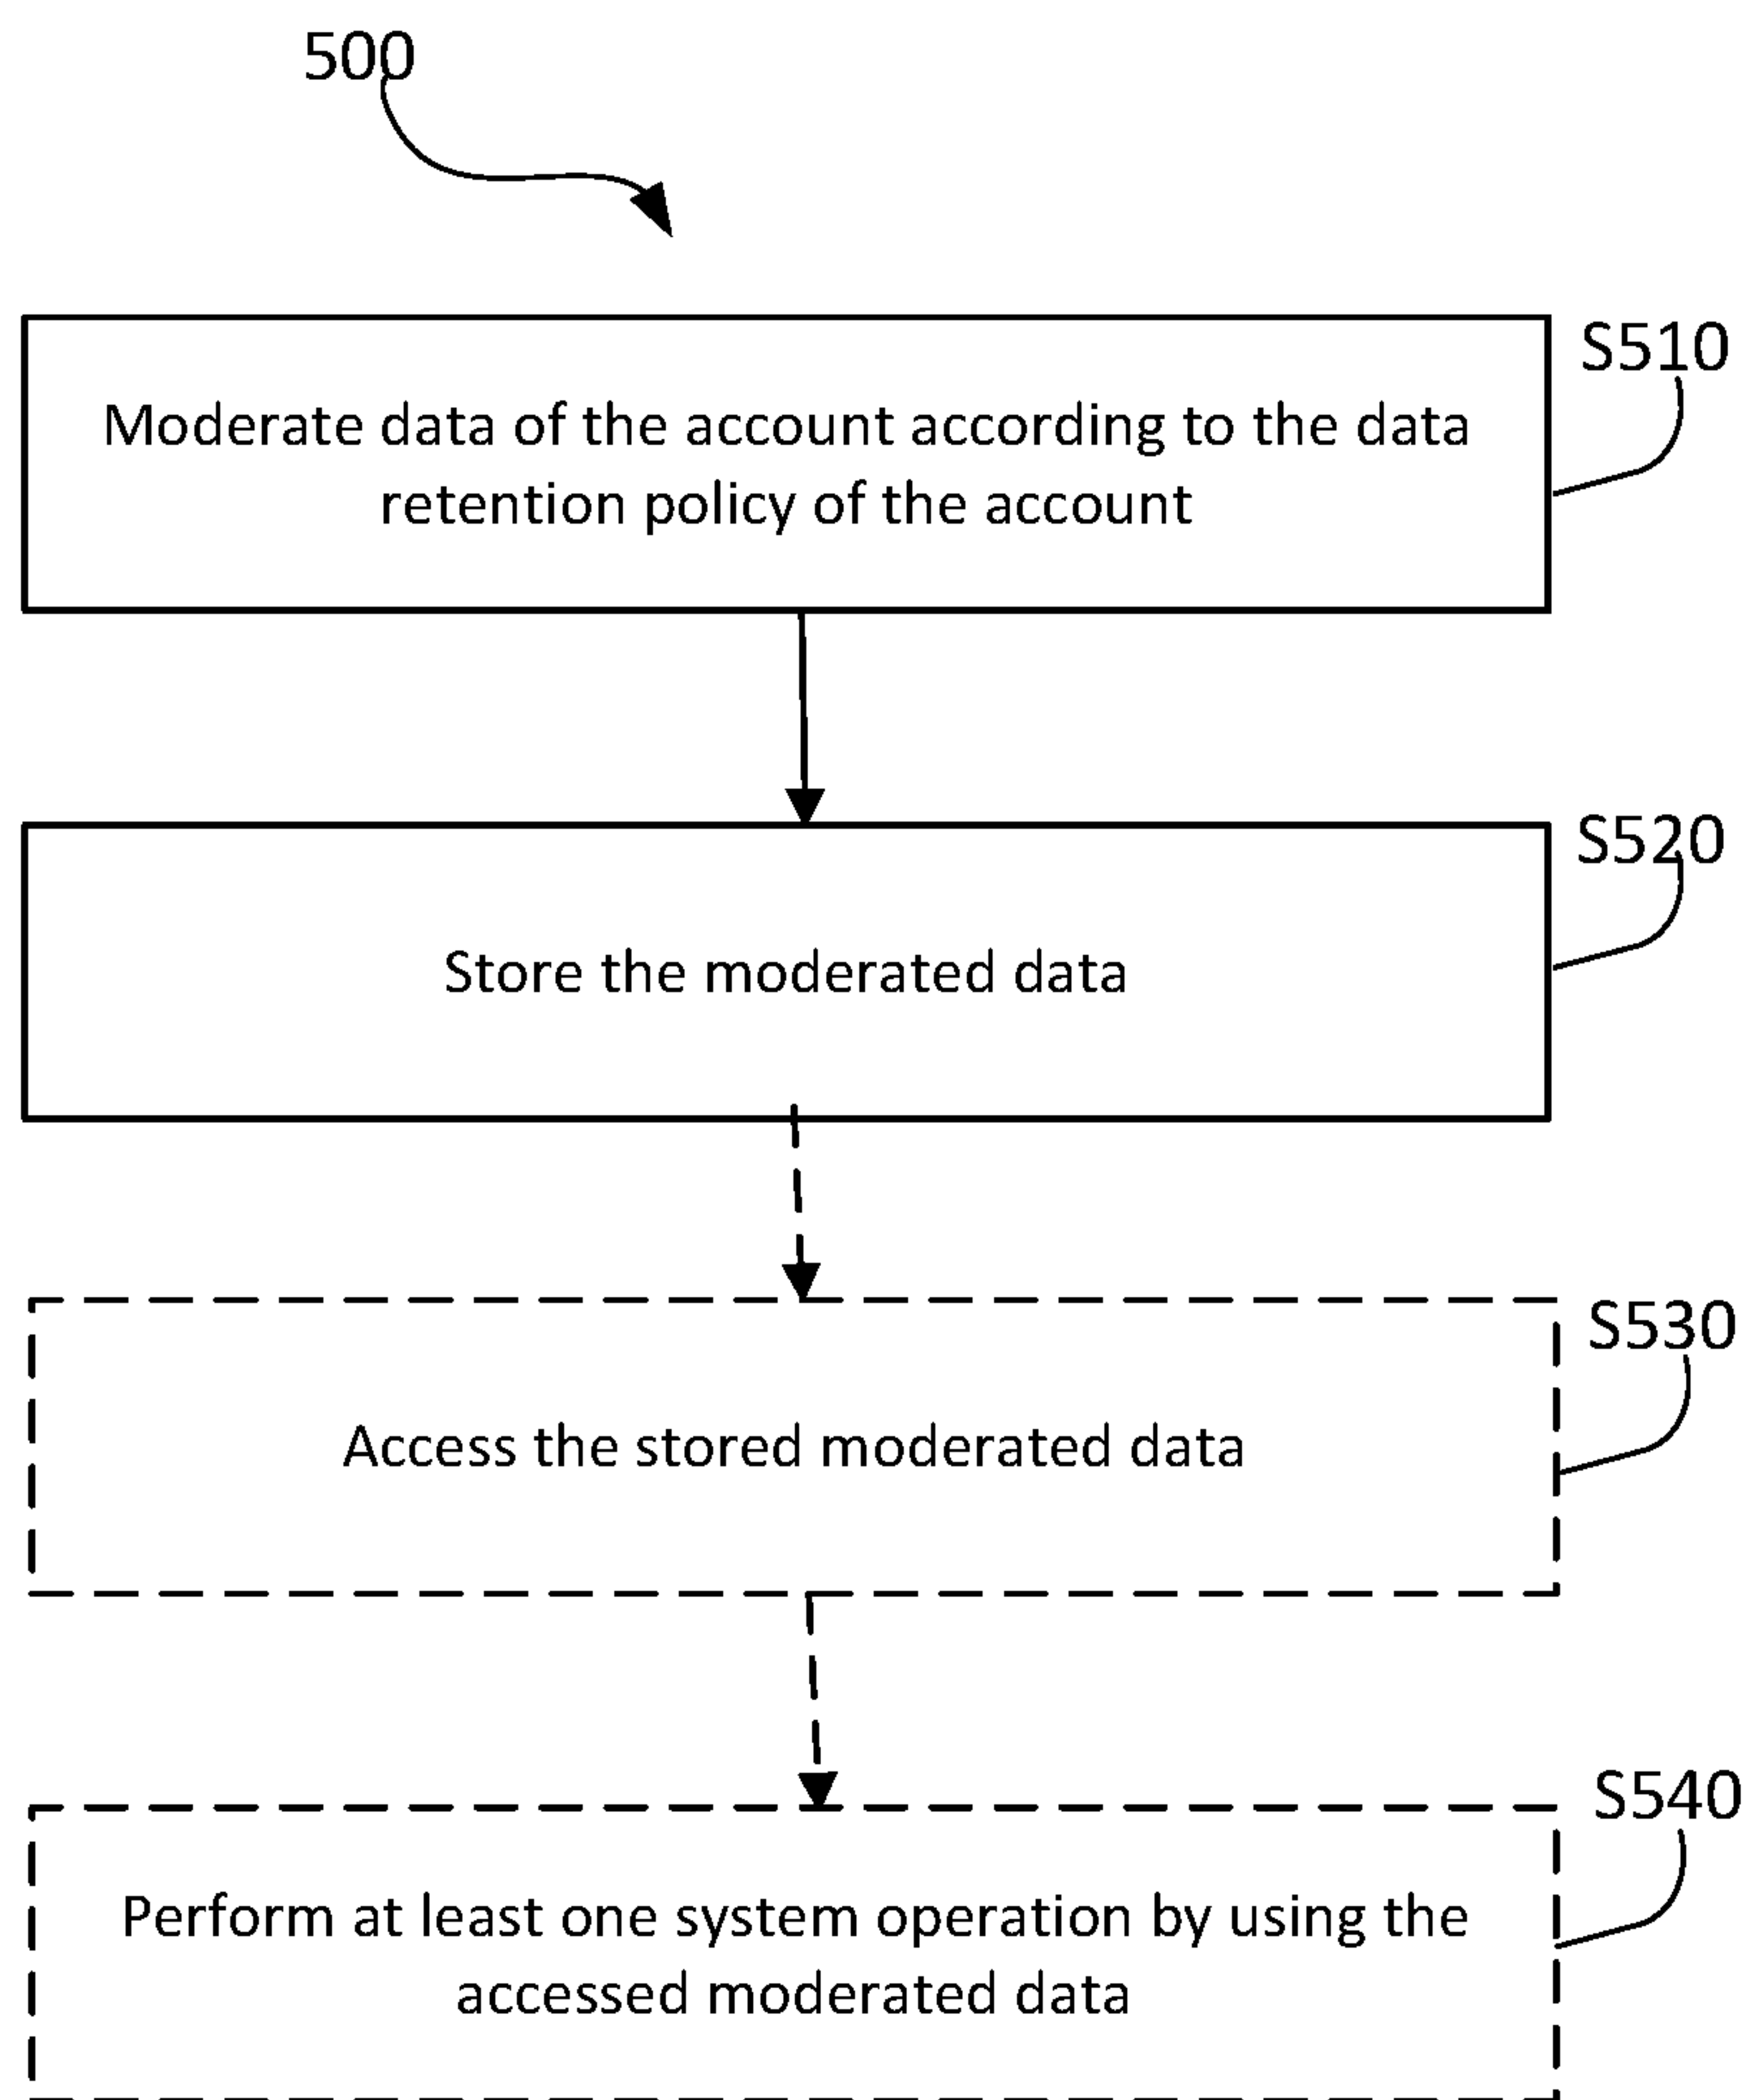 500
S510
Moderate data of the account according to the data
retention policy of the account
S520
Store the moderated data
S530
Access the stored moderated data
S540
Perform at least one system operation by using the
accessed moderated data